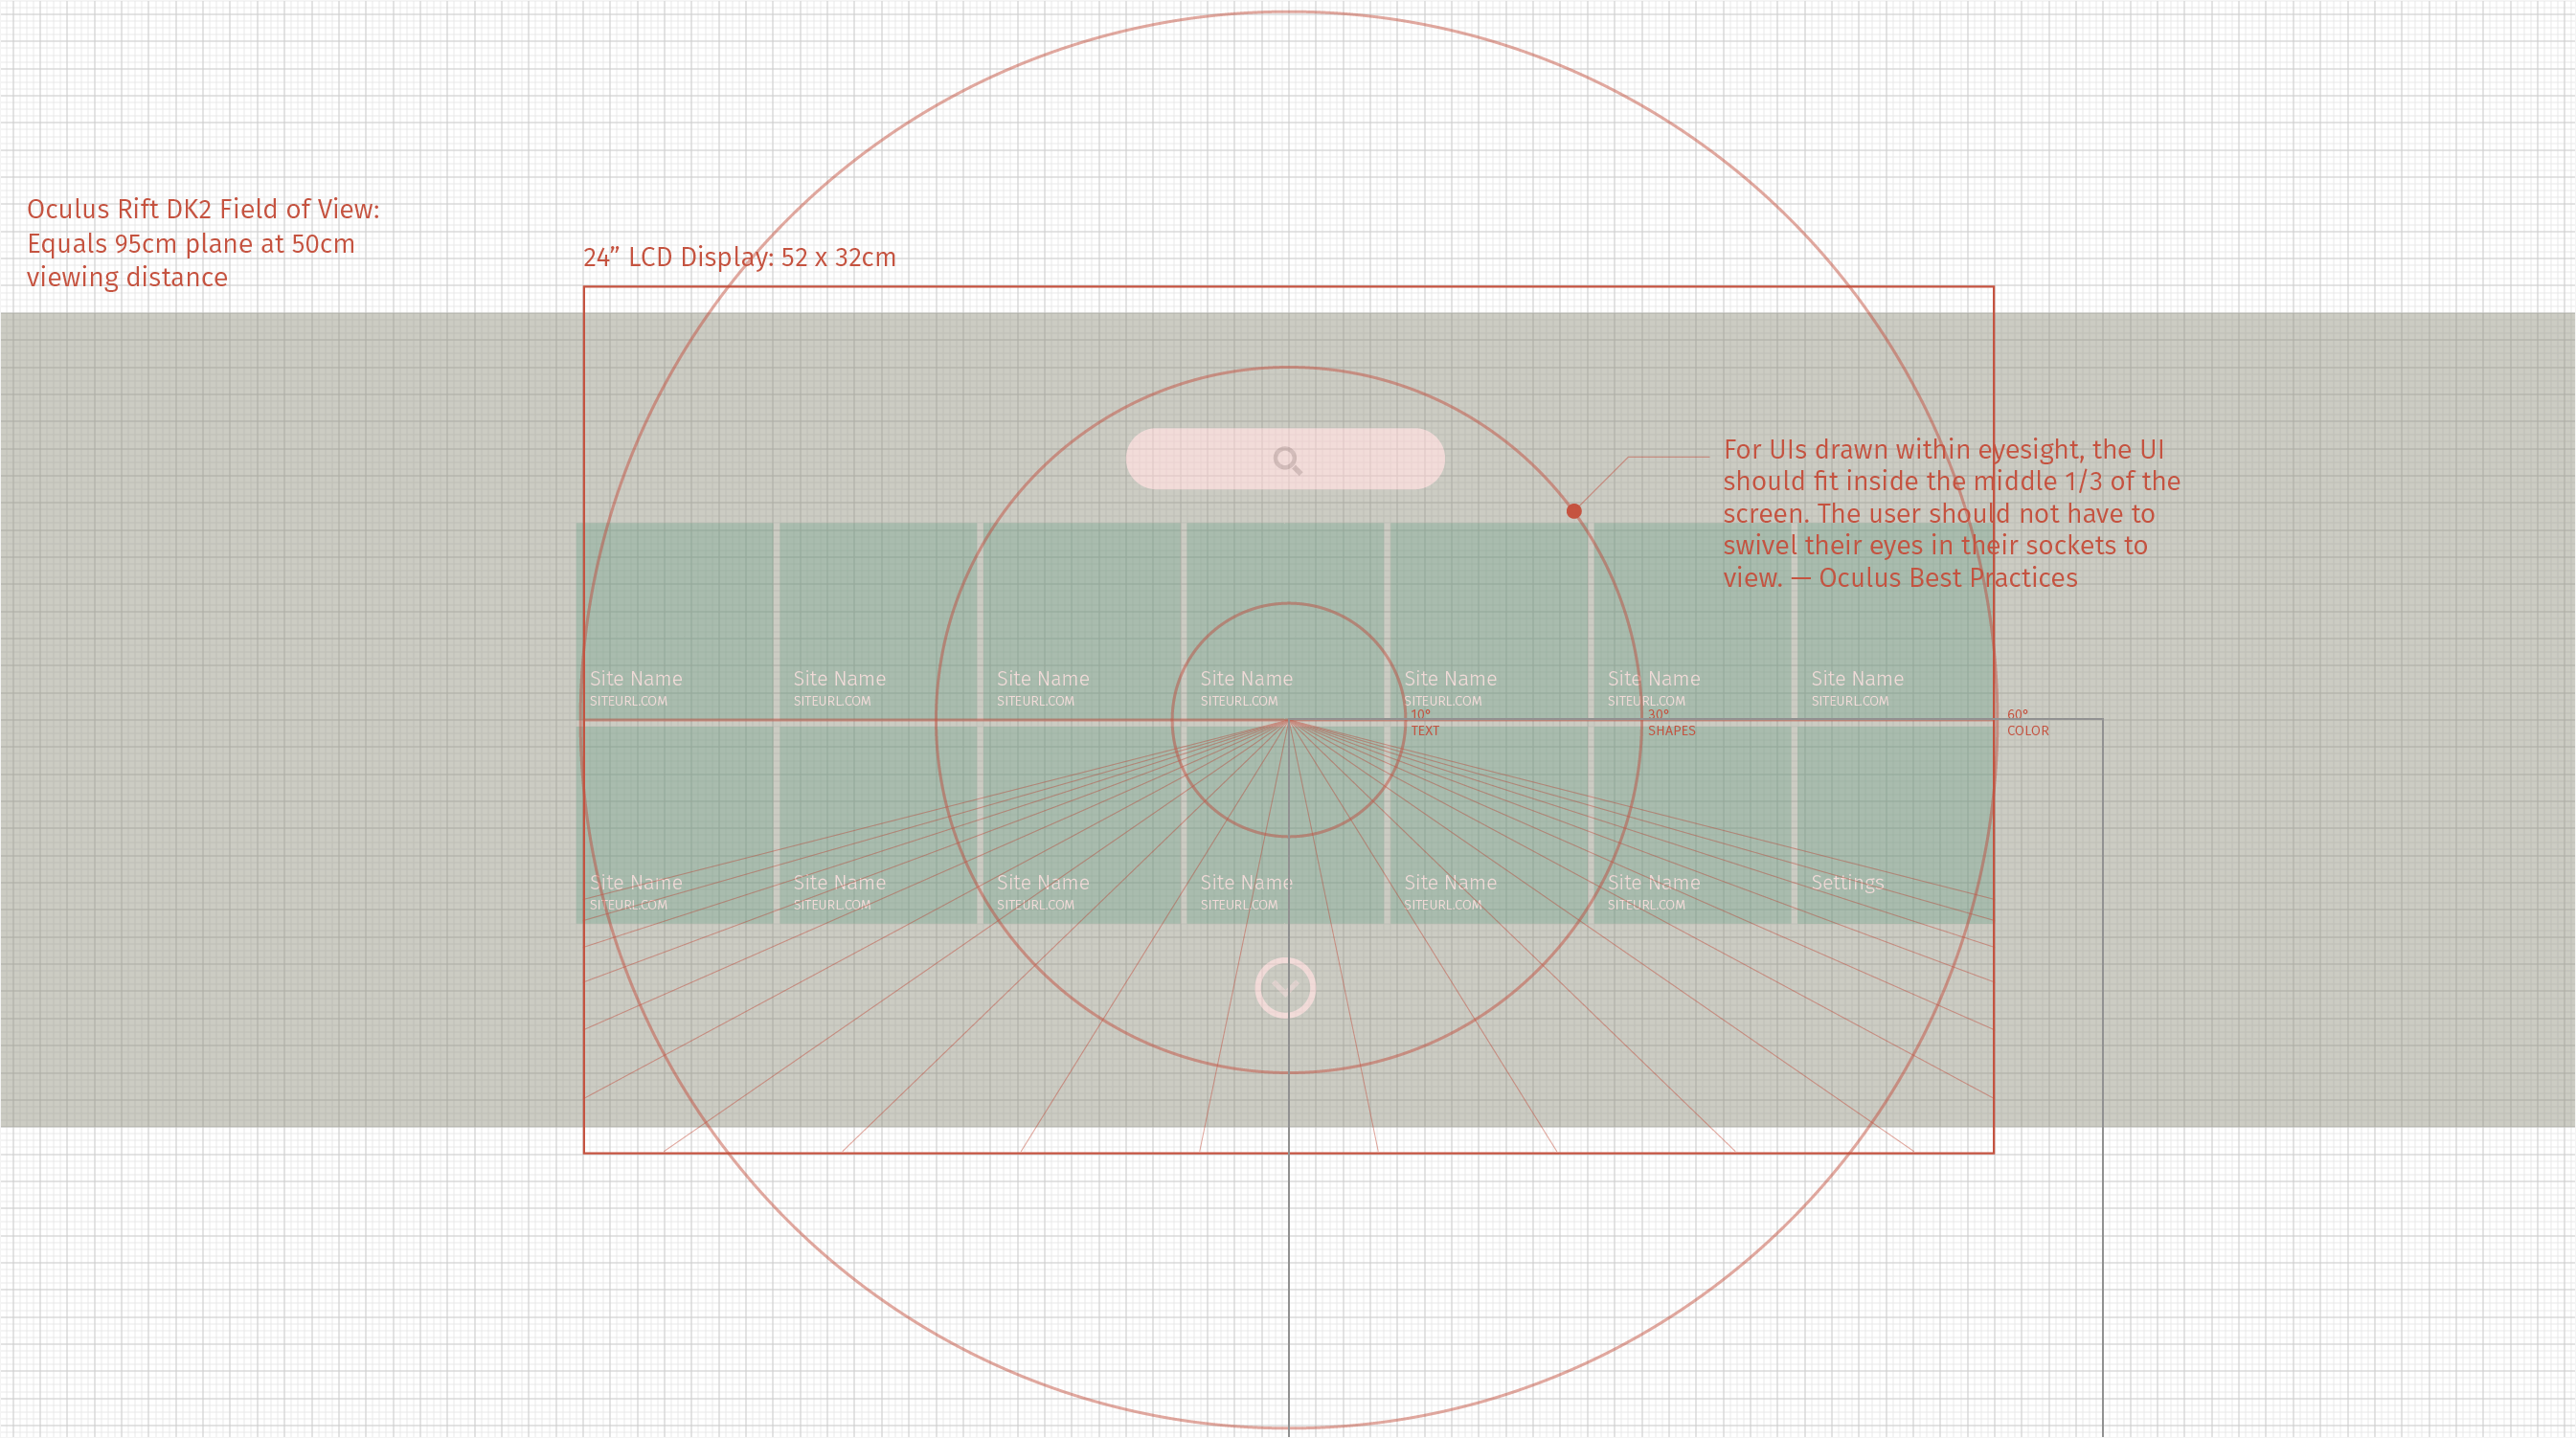 Oculus Rift DK2 Field of View:
Equals 95cm plane at 50cm
viewing distance
24” LCD Display: 52 x 32cm
For UIs drawn within eyesight, the UI
should fit inside the middle 1/3 of the
screen. The user should not have to
swivel their eyes in their sockets to
view. — Oculus Best Practices
Site Name
SITEURL.COM
Site Name
SITEURL.COM
Site Name
SITEURL.COM
Site Name
SITEURL.COM
Site Name
SITEURL.COM
Site Name
SITEURL.COM
Site Name
SITEURL.COM
10°
TEXT
30°
SHAPES
60°
COLOR
Site Name
SITEURL.COM
Site Name
SITEURL.COM
Site Name
SITEURL.COM
Site Name
SITEURL.COM
Site Name
SITEURL.COM
Site Name
SITEURL.COM
Settings